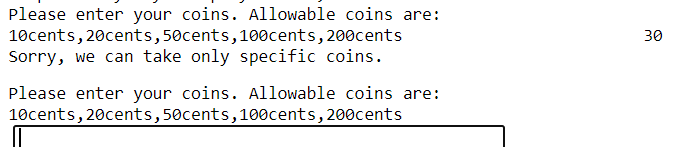 Please enter your coins. Allowable coins are:
10cents,20cents,50cents,100cents,200cents 30
Sorry, we can take only specific coins.
Please enter your coins. Allowable coins are:
10cents,20cents,50cents,100cents,200cents